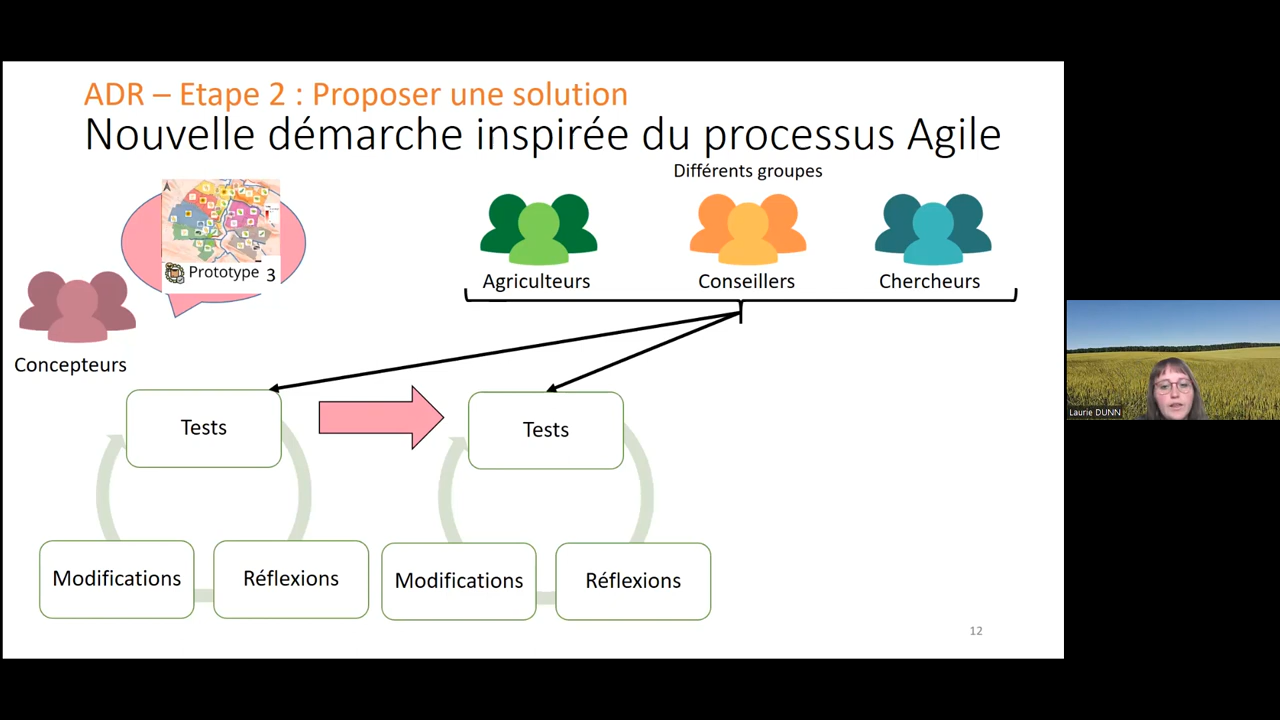 ADR – Etape 2 : Proposer une solution
Nouvelle démarche inspirée du processus Agile
Différents groupes
A
Prototype 3
Agriculteurs
Conseillers
Chercheurs
Concepteurs
Tests
Tests
Laurie DUNN
Modifications
Réflexions
Modifications
Réflexions
12